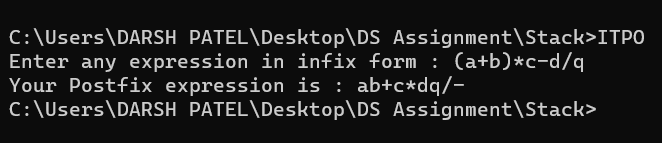 C:\Users\DARSH PATEL\Desktop\DS Assignment\Stack>ITPO
Enter any expression in infix form : (a+b)*c-d/q
Your Postfix expression is : ab+c*dq/-
C:\Users\DARSH PATEL\Desktop\DS Assignment\Stack>